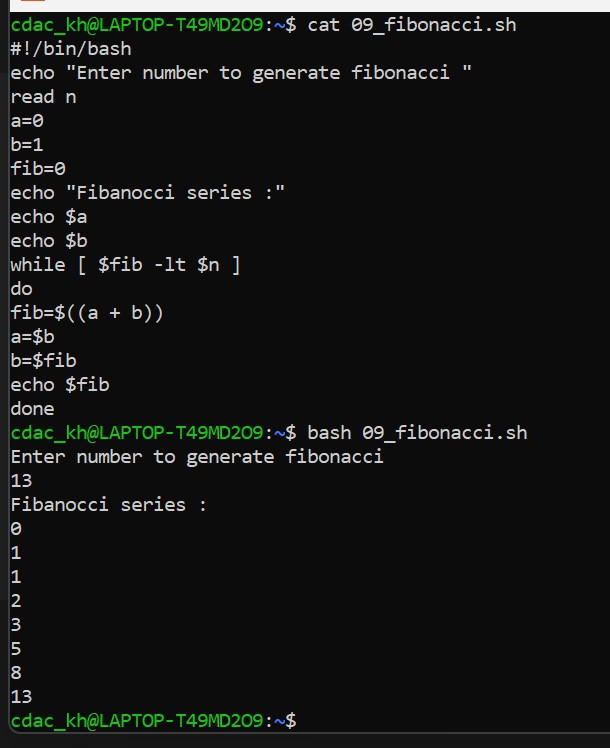 cdac_kh@LAPTOP-T49MD2O9:~$ cat 09_fibonacci.sh
#!/bin/bash
echo "Enter number to generate fibonacci "
read n
a=0
b=1
fib=0
echo "Fibanocci series :"
echo $a
echo $b
while [ $fib -lt $n ]
do
fib=$((a + b))
a=$b
b=$fib
echo $fib
done
cdac_kh@LAPTOP-T49MD2O9:~$ bash 09_fibonacci.sh
Enter number to generate fibonacci
13
Fibanocci series :
0
1
1
2
3
5
8
13
cdac_kh@LAPTOP-T49MD2O9:~$